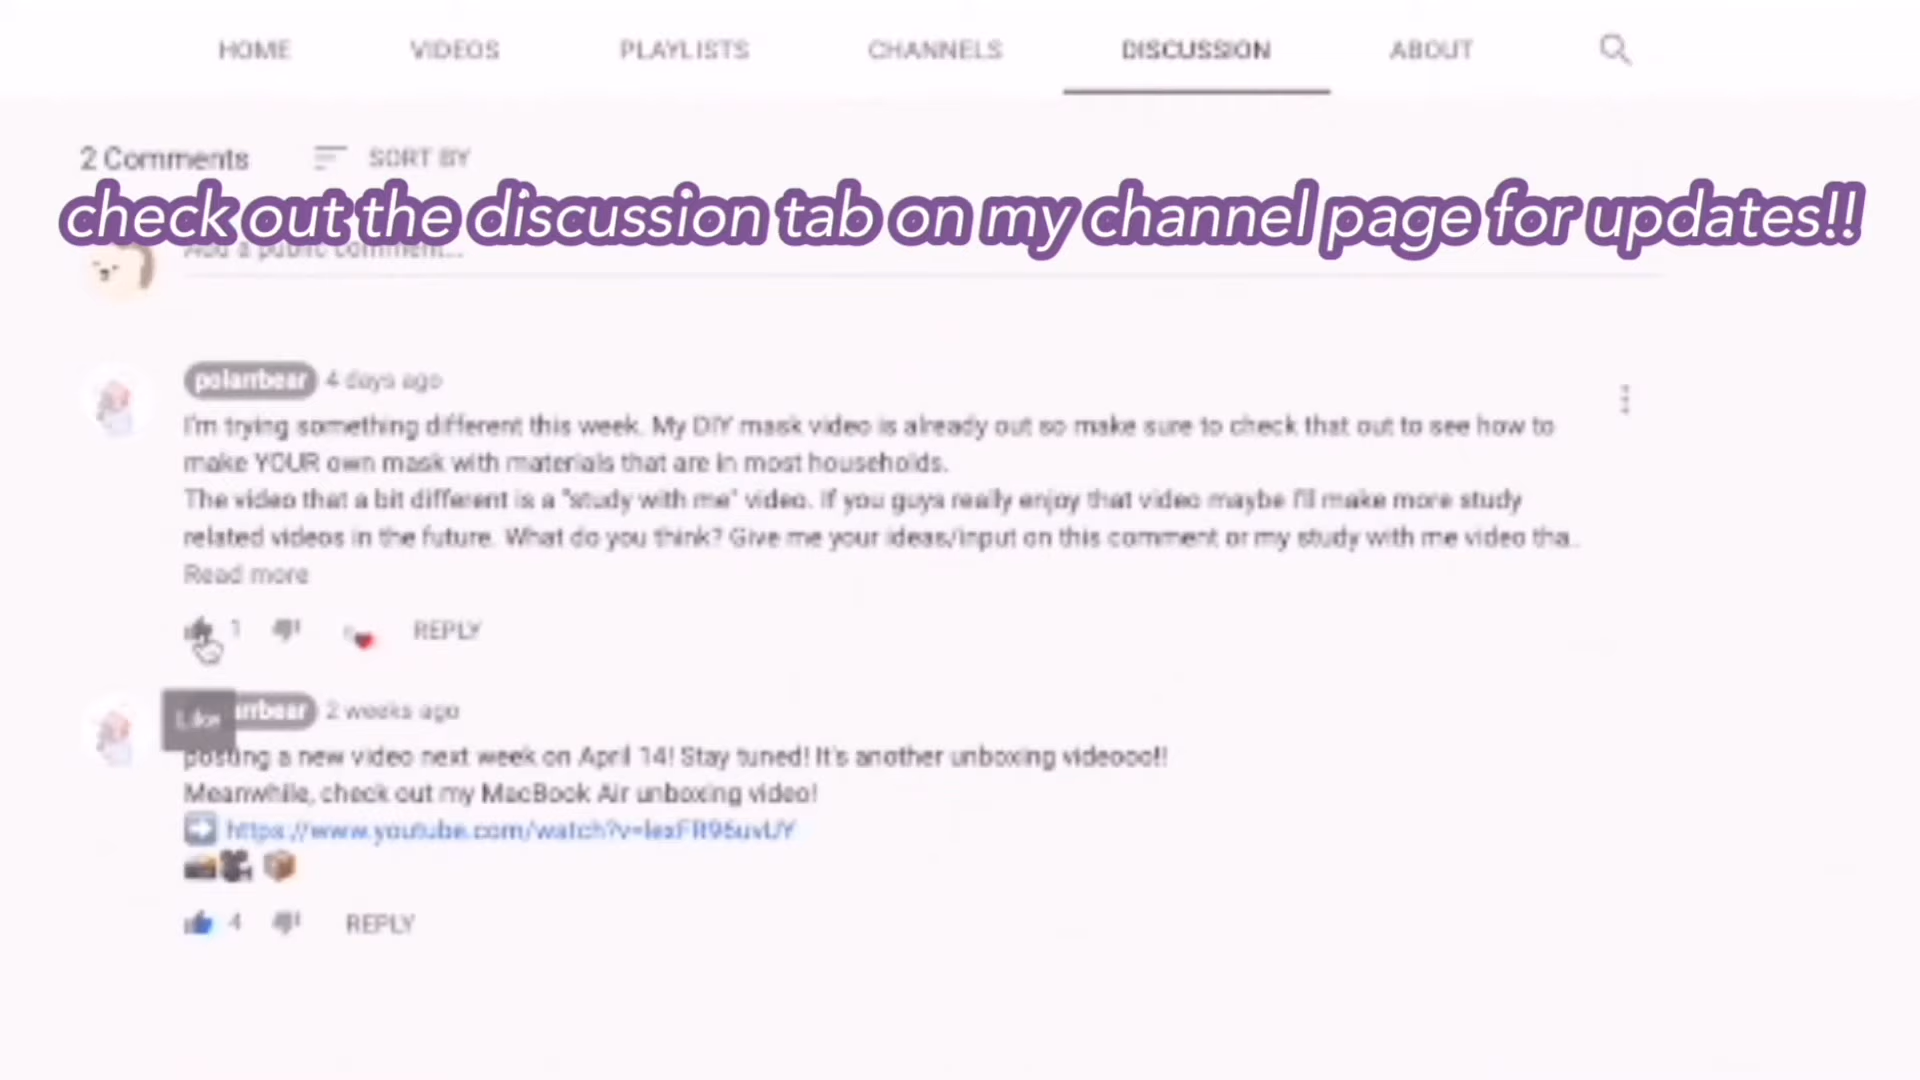 HOME VIDEOS PLAYLISTS CHANNELS DISCUSSION ABOUT
2 Comments SORT BY
check out the discussion tab on my channel page for updates!!
Add a public comment...
polarrbear 4 days ago
I'm trying something different this week. My DIY mask video is already out so make sure to check that out to see how to
make YOUR own mask with materials that are in most households.
The video that a bit different is a "study with me" video. If you guys really enjoy that video maybe I'll make more study
related videos in the future. What do you think? Give me your ideas/input on this comment or my study with me video tha..
Read more
1 REPLY
Like
rrbear 2 weeks ago
posting a new video next week on April 14! Stay tuned! It's another unboxing videooo!!
Meanwhile, check out my MacBook Air unboxing video!
4 REPLY